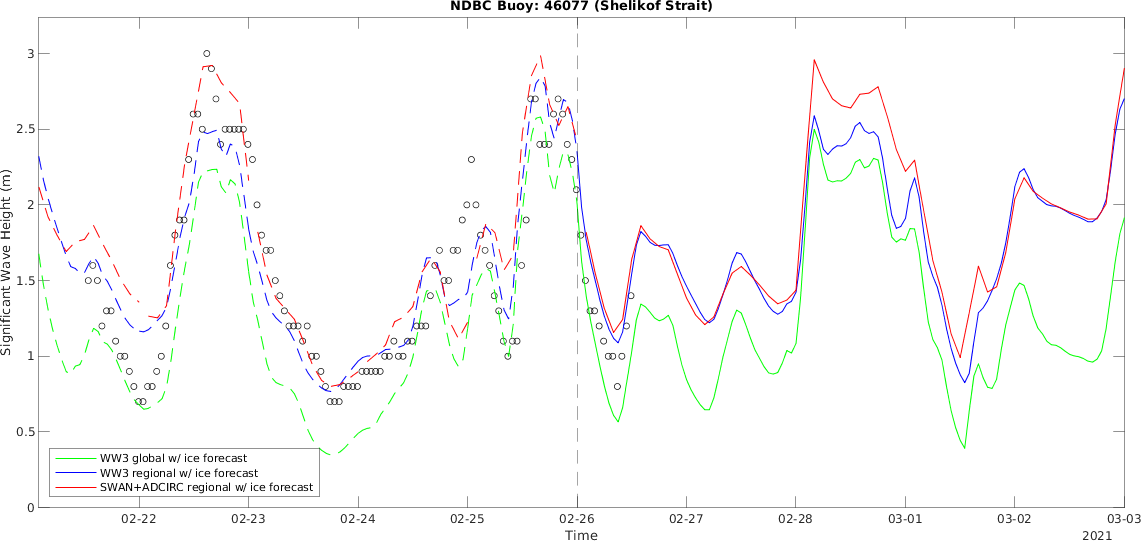 NDBC Buoy: 46077 (Shelikof Strait)
Significant Wave Height (m)
3
2.5
2
1.5
1
0.5
0
WW3 global w/ ice forecast
WW3 regional w/ ice forecast
SWAN+ADCIRC regional w/ ice forecast
02-22 02-23 02-24 02-25 02-26 02-27 02-28 03-01 03-02 03-03
Time
2021